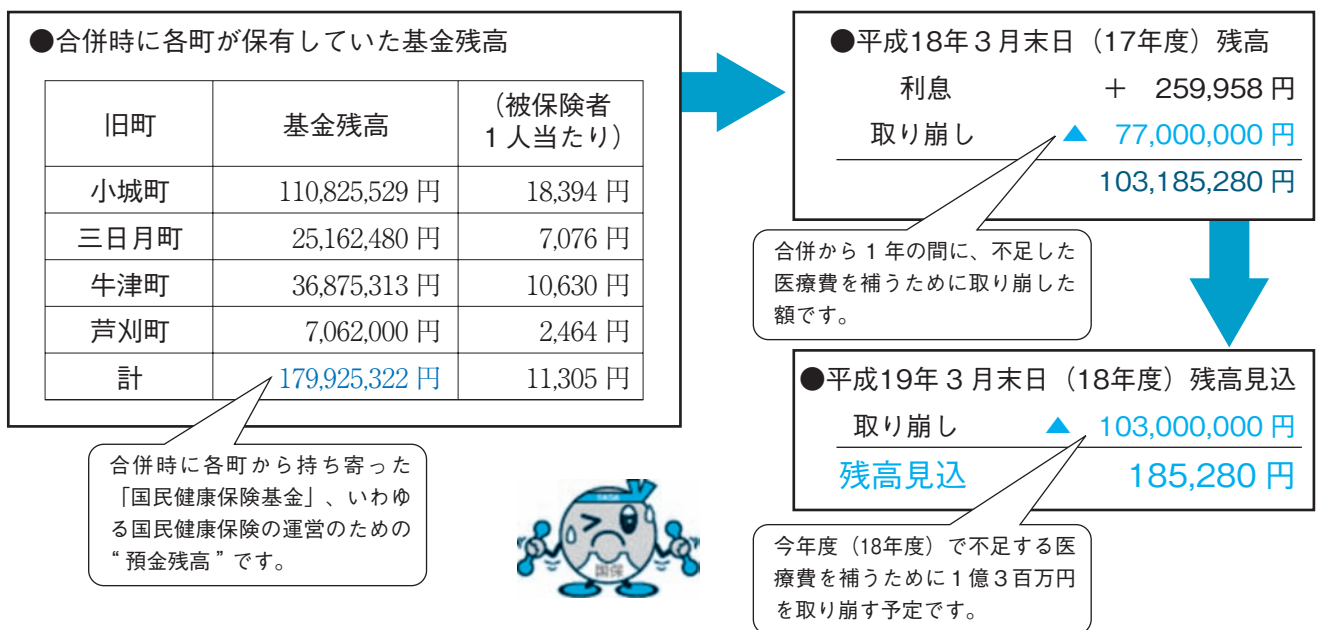 ●合併時に各町が保有していた基金残高
旧町 基金残高 （被保険者１人当たり）
小城町 110,825,529 円 18,394 円
三日月町 25,162,480 円 7,076 円
牛津町 36,875,313 円 10,630 円
芦刈町 7,062,000 円 2,464 円
計 179,925,322 円 11,305 円
合併時に各町から持ち寄った
「国民健康保険基金」、いわゆ
る国民健康保険の運営のための
“預金残高”です。
国保
●平成18年３月末日（17年度）残高
利息 ＋ 259,958 円
取り崩し ▲ 77,000,000 円
103,185,280 円
合併から１年の間に、不足した
医療費を補うために取り崩した
額です。
●平成19年３月末日（18年度）残高見込
取り崩し ▲ 103,000,000 円
残高見込 185,280 円
今年度（18年度）で不足する医
療費を補うために１億３百万円
を取り崩す予定です。